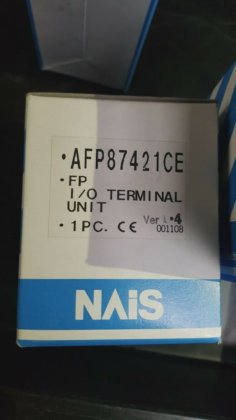 ·AFP87421CE
·FP
I/O TERMINAL
UNIT
Ver 1·4
·1PC. CE 001108
NAiS